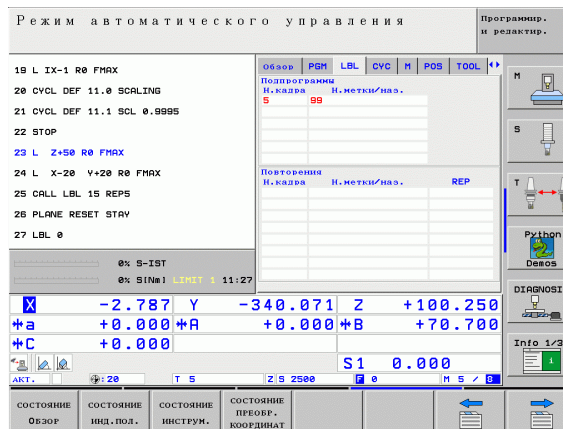 Режим автоматического управления
Программир.
и редактир.
19 L IX-1 R0 FMAX
20 CYCL DEF 11.0 SCALING
21 CYCL DEF 11.1 SCL 0.9995
22 STOP
23 L Z+50 R0 FMAX
24 L X-20 Y+20 R0 FMAX
25 CALL LBL 15 REP5
26 PLANE RESET STAY
27 LBL 0
Обзор PGM LBL CYC M POS TOOL
Подпрограммы
Н.кадра Н.метки/наз.
5 99
Повторения
Н.кадра Н.метки/наз. REP
0% S-IST
0% S[Nm] LIMIT 1 11:27
X -2.787 Y -340.071 Z +100.250
a +0.000 A +0.000 B +70.700
C +0.000
S1 0.000
АКТ. : 20 T 5 Z S 2500 F 0 M 5 / 8
M
S
T
Python
Demos
DIAGNOSI
Info 1/3
1
СОСТОЯНИЕ
ОБЗОР
СОСТОЯНИЕ
ИНД.ПОЛ.
СОСТОЯНИЕ
ИНСТРУМ.
СОСТОЯНИЕ
ПРЕОБР.
КООРДИНАТ